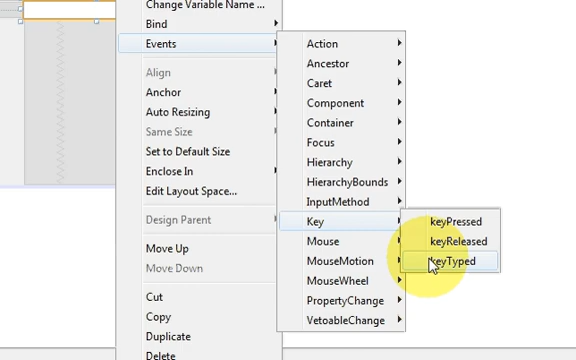 Change Variable Name ...
Bind
Events
Align
Anchor
Auto Resizing
Same Size
Set to Default Size
Enclose In
Edit Layout Space...
Design Parent
Move Up
Move Down
Cut
Copy
Duplicate
Delete
Action
Ancestor
Caret
Component
Container
Focus
Hierarchy
HierarchyBounds
InputMethod
Key
Mouse
MouseMotion
MouseWheel
PropertyChange
VetoableChange
keyPressed
keyReleased
keyTyped